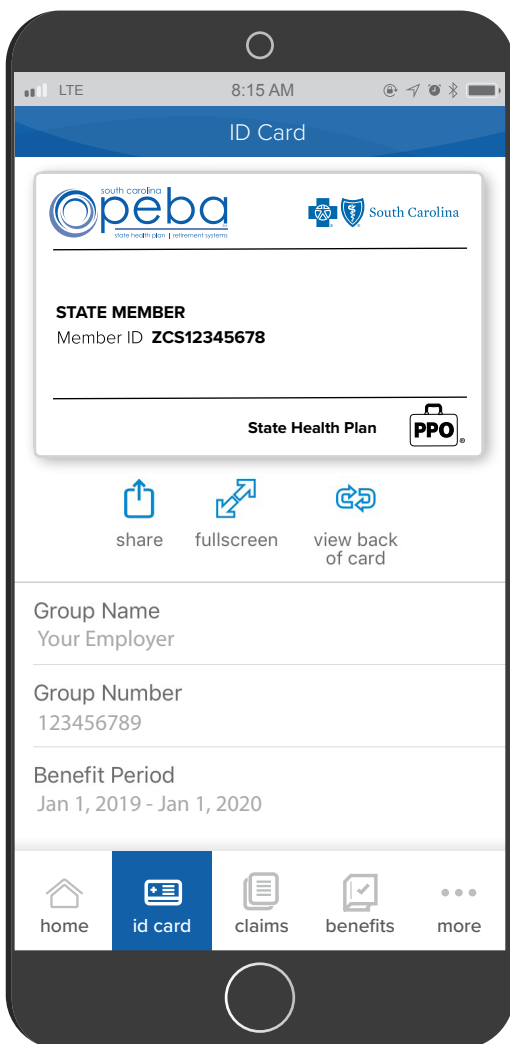 LTE 8:15 AM
ID Card
south carolina
peba
state health plan | retirement systems
South Carolina
STATE MEMBER
Member ID ZCS12345678
State Health Plan
PPO®
share fullscreen view back
of card
Group Name
Your Employer
Group Number
123456789
Benefit Period
Jan 1, 2019 - Jan 1, 2020
home id card claims benefits more